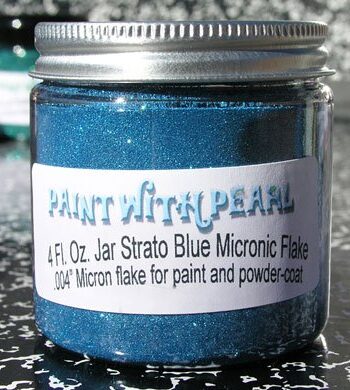 PAINT WITH PEARL
4 Fl. Oz. Jar Strato Blue Micronic Flake
.004" Micron flake for paint and powder-coat